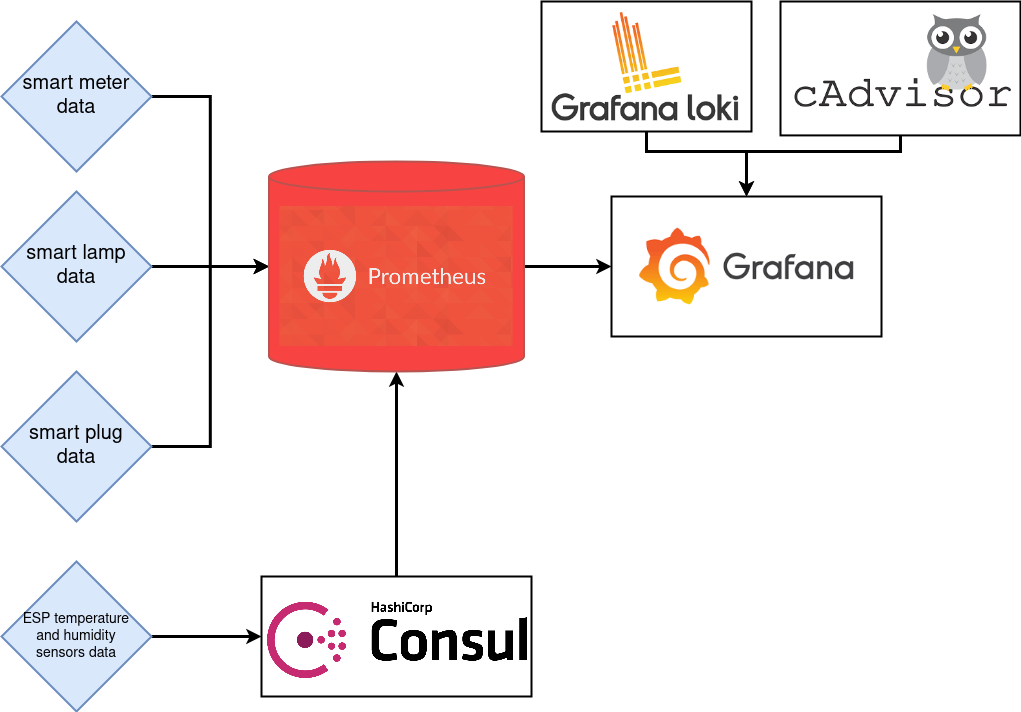 smart meter
data
smart lamp
data
smart plug
data
ESP temperature
and humidity
sensors data
Prometheus
HashiCorp
Consul
Grafana loki
cAdvisor
Grafana